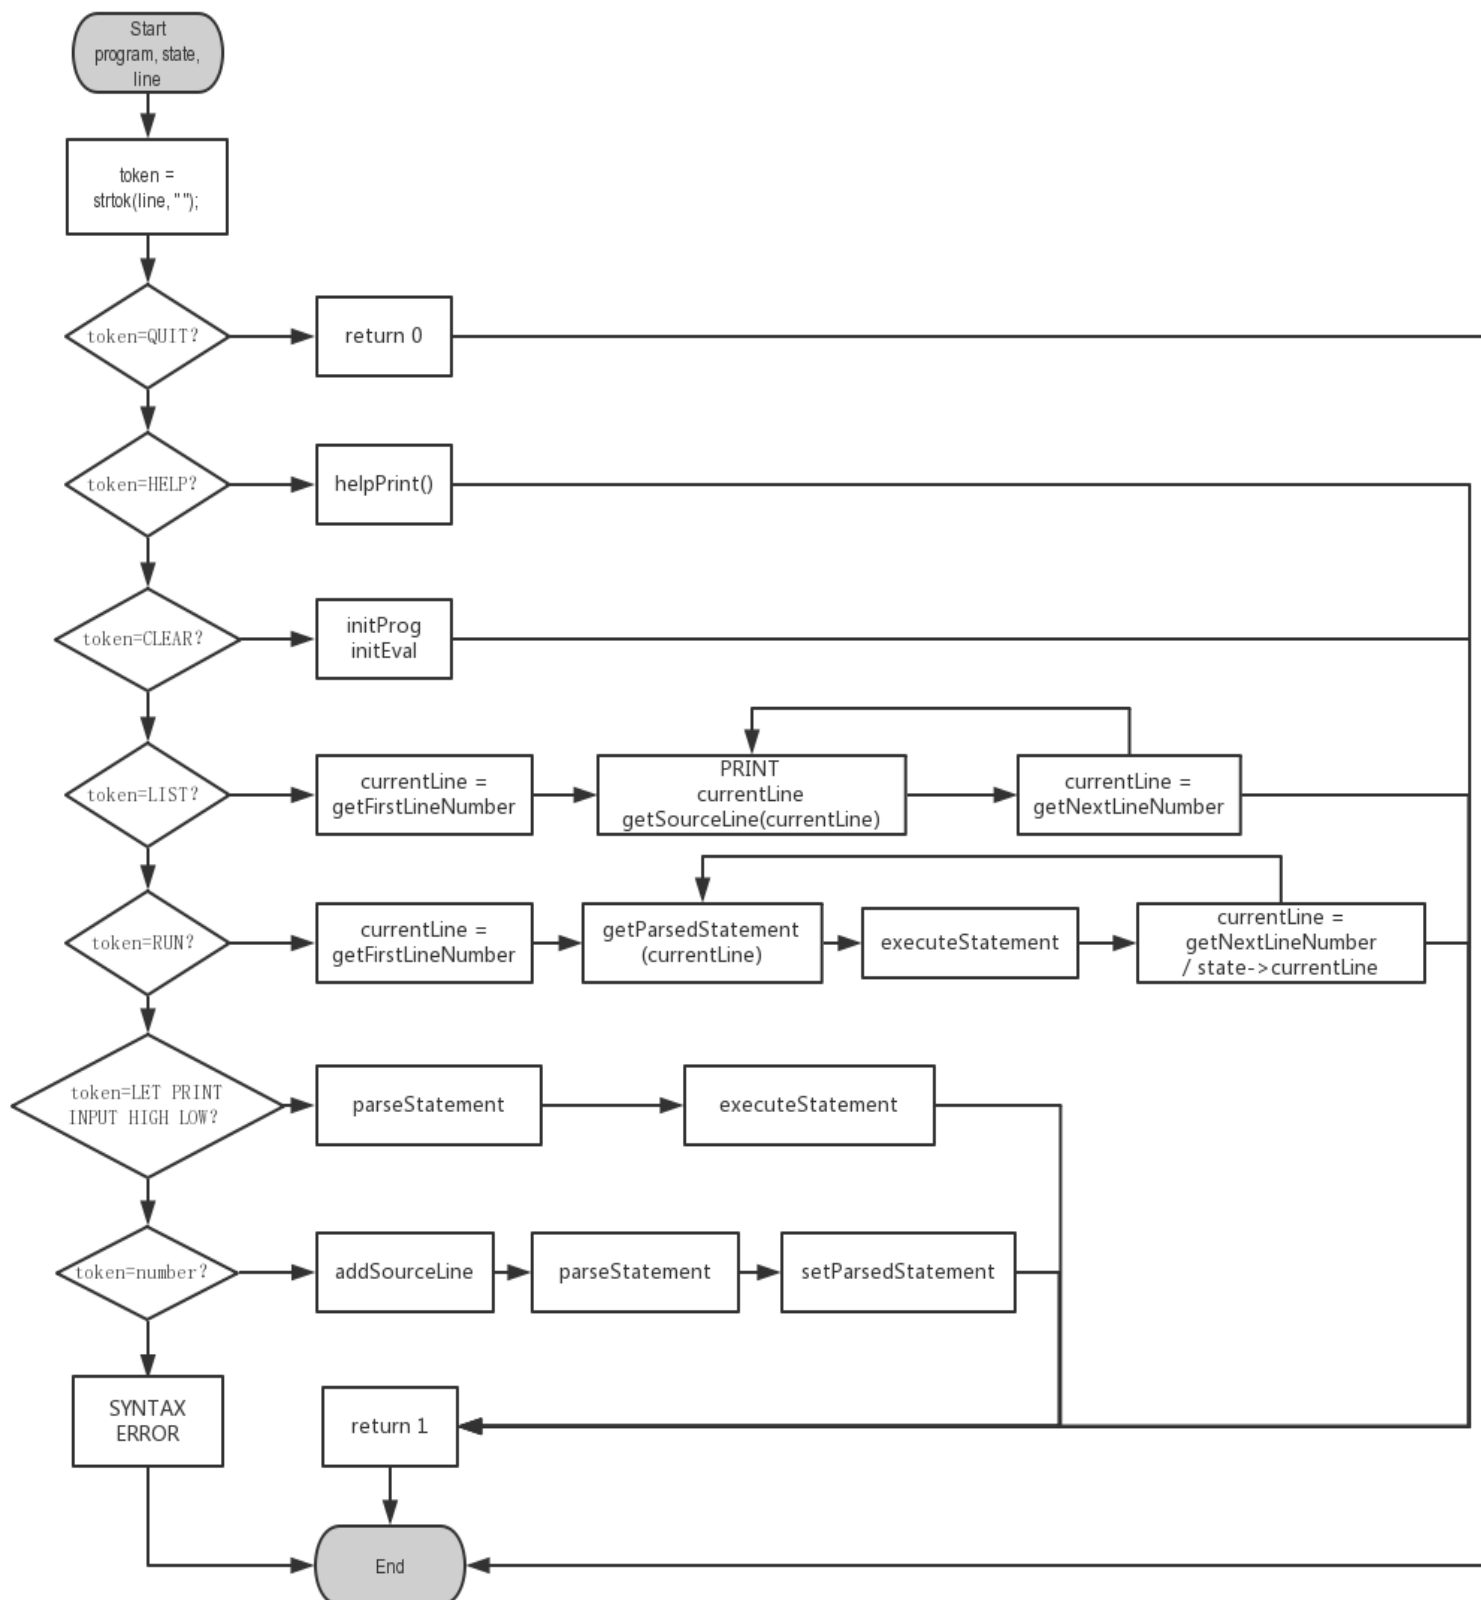 Start
program, state,
line
token =
strtok(line, " ");
token=QUIT?
return 0
token=HELP?
helpPrint()
token=CLEAR?
initProg
initEval
token=LIST?
currentLine =
getFirstLineNumber
PRINT
currentLine
getSourceLine(currentLine)
currentLine =
getNextLineNumber
token=RUN?
currentLine =
getFirstLineNumber
getParsedStatement
(currentLine)
executeStatement
currentLine =
getNextLineNumber
/ state->currentLine
token=LET PRINT
INPUT HIGH LOW?
parseStatement
executeStatement
token=number?
addSourceLine
parseStatement
setParsedStatement
SYNTAX
ERROR
return 1
End